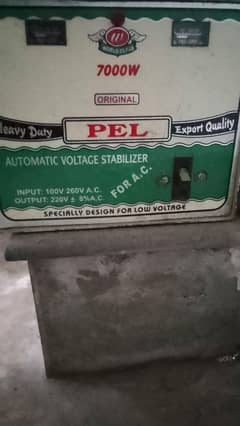 7000W
ORIGINAL
Heavy Duty PEL Export Quality
AUTOMATIC VOLTAGE STABILIZER
INPUT: 100V 260V A.C.
OUTPUT: 220V ± 8%A.C
FOR A.C.
SPECIALLY DESIGN FOR LOW VOLTAGE